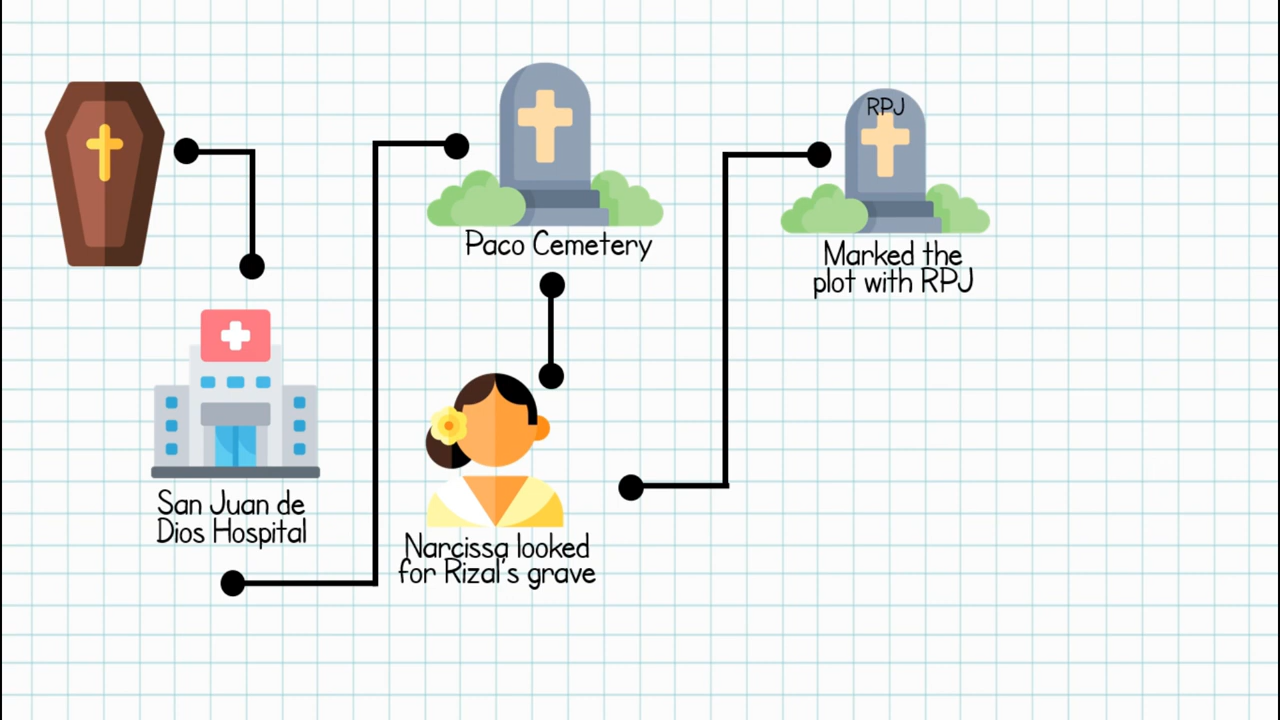 San Juan de
Dios Hospital
Paco Cemetery
Narcissa looked
for Rizal's grave
RPJ
Marked the
plot with RPJ